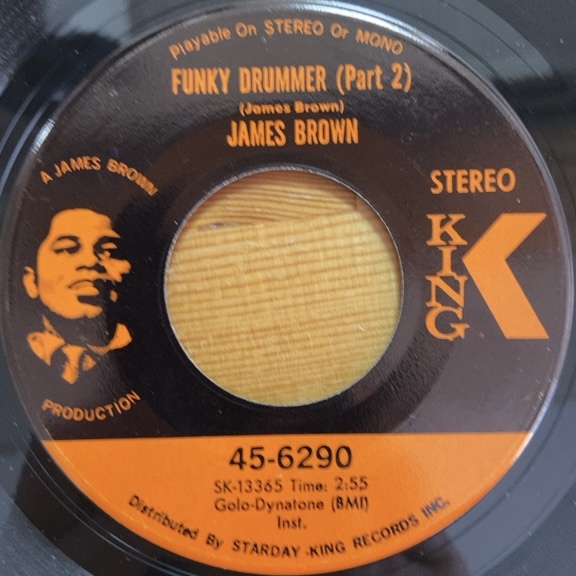 Playable On STEREO Or MONO
FUNKY DRUMMER (Part 2)
(James Brown)
JAMES BROWN
A JAMES BROWN
PRODUCTION
STEREO
KING
45-6290
SK-13365 Time: 2:55
Golo-Dynatone (BMI)
Inst.
Distributed By STARDAY-KING RECORDS INC.